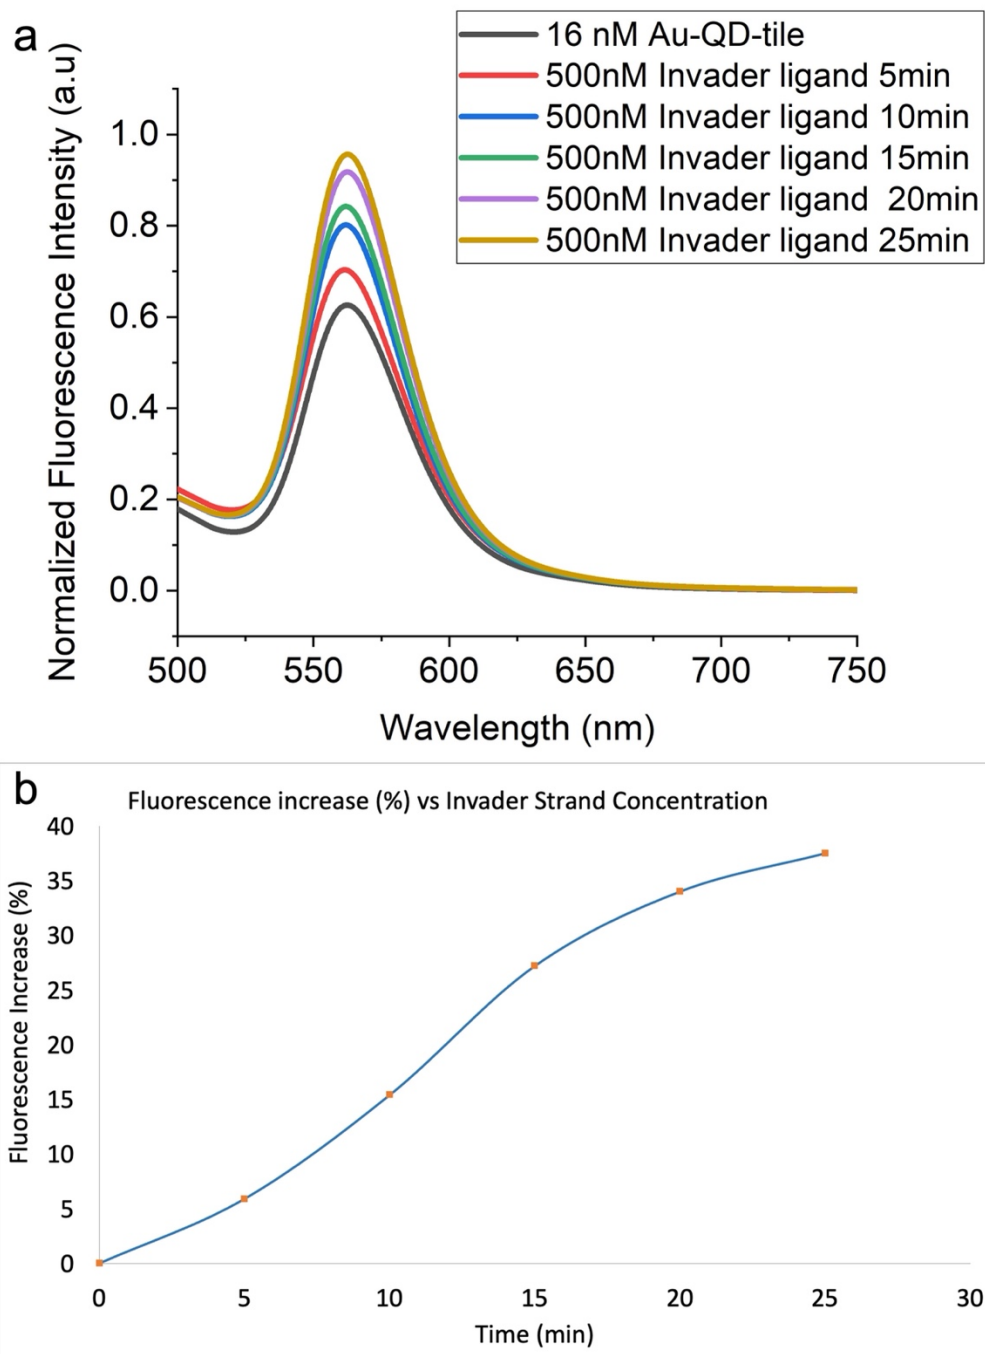 a
Normalized Fluorescence Intensity (a.u)
16 nM Au-QD-tile
500nM Invader ligand 5min
500nM Invader ligand 10min
500nM Invader ligand 15min
500nM Invader ligand  20min
500nM Invader ligand 25min
1.0
0.8
0.6
0.4
0.2
0.0
500 550 600 650 700 750
Wavelength (nm)
b
Fluorescence increase (%) vs Invader Strand Concentration
Fluorescence Increase (%)
40
35
30
25
20
15
10
5
0
0 5 10 15 20 25 30
Time (min)